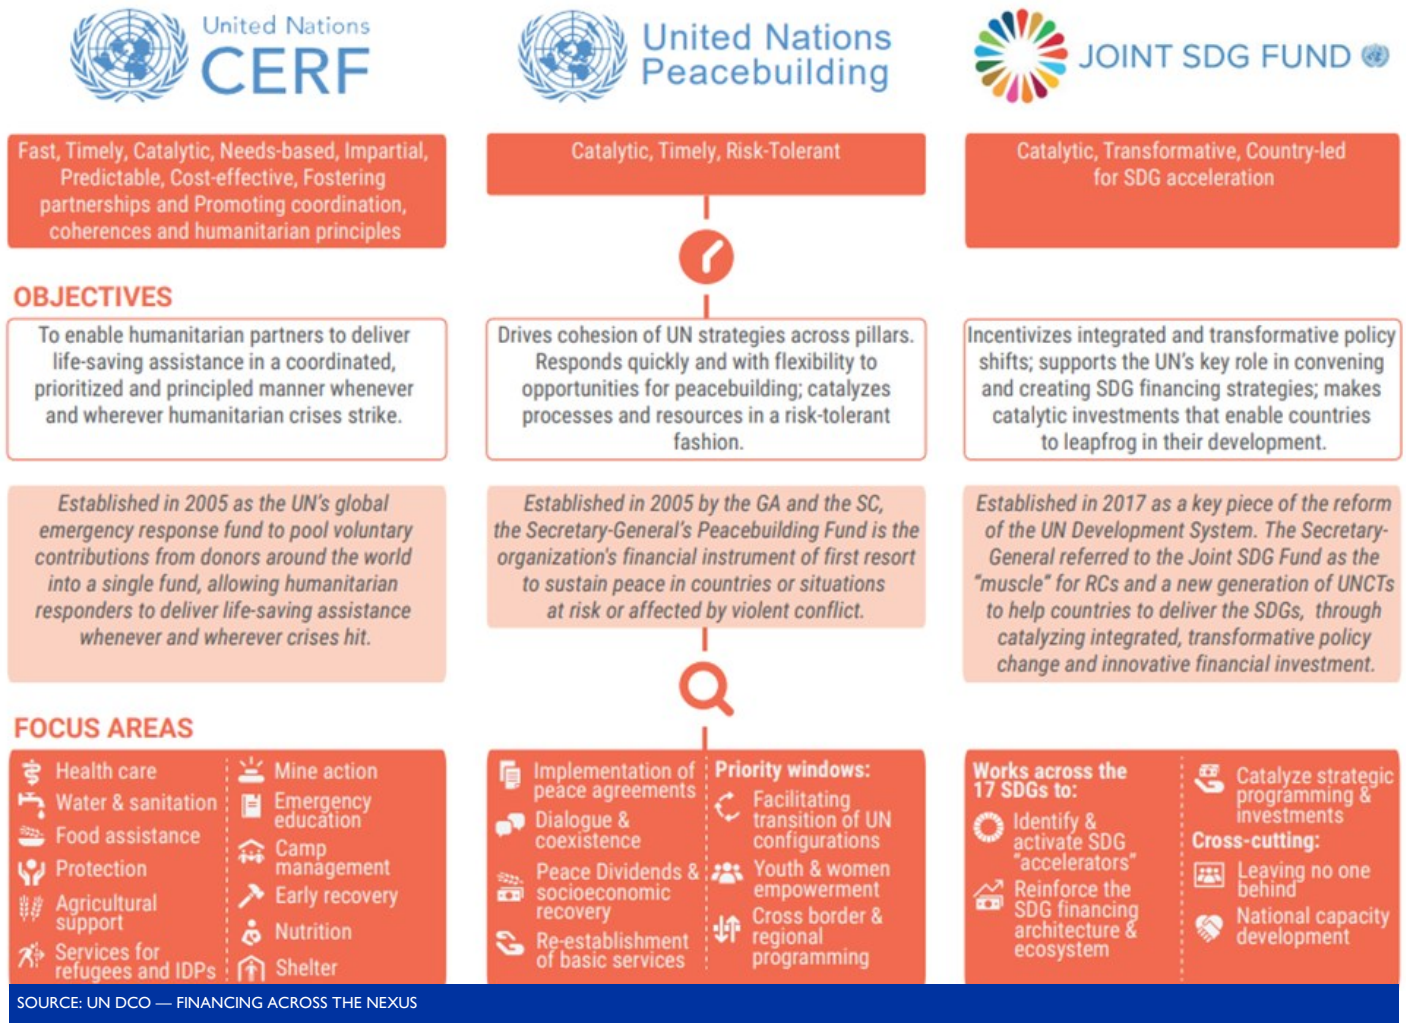 United Nations
CERF
United Nations
Peacebuilding
JOINT SDG FUND
Fast, Timely, Catalytic, Needs-based, Impartial,
Predictable, Cost-effective, Fostering
partnerships and Promoting coordination,
coherences and humanitarian principles
Catalytic, Timely, Risk-Tolerant
Catalytic, Transformative, Country-led
for SDG acceleration
OBJECTIVES
To enable humanitarian partners to deliver
life-saving assistance in a coordinated,
prioritized and principled manner whenever
and wherever humanitarian crises strike.
Drives cohesion of UN strategies across pillars.
Responds quickly and with flexibility to
opportunities for peacebuilding; catalyzes
processes and resources in a risk-tolerant
fashion.
Incentivizes integrated and transformative policy
shifts; supports the UN's key role in convening
and creating SDG financing strategies; makes
catalytic investments that enable countries
to leapfrog in their development.
Established in 2005 as the UN's global
emergency response fund to pool voluntary
contributions from donors around the world
into a single fund, allowing humanitarian
responders to deliver life-saving assistance
whenever and wherever crises hit.
Established in 2005 by the GA and the SC,
the Secretary-General's Peacebuilding Fund is the
organization's financial instrument of first resort
to sustain peace in countries or situations
at risk or affected by violent conflict.
Established in 2017 as a key piece of the reform
of the UN Development System. The Secretary-
General referred to the Joint SDG Fund as the
"muscle" for RCs and a new generation of UNCTs
to help countries to deliver the SDGs, through
catalyzing integrated, transformative policy
change and innovative financial investment.
FOCUS AREAS
Health care
Water & sanitation
Food assistance
Protection
Agricultural
support
Services for
refugees and IDPs
Mine action
Emergency
education
Camp
management
Early recovery
Nutrition
Shelter
Implementation of
peace agreements
Dialogue &
coexistence
Peace Dividends &
socioeconomic
recovery
Re-establishment
of basic services
Priority windows:
Facilitating
transition of UN
configurations
Youth & women
empowerment
Cross border &
regional
programming
Works across the
17 SDGs to:
Identify &
activate SDG
"accelerators"
Reinforce the
SDG financing
architecture &
ecosystem
Catalyze strategic
programming &
investments
Cross-cutting:
Leaving no one
behind
National capacity
development
SOURCE: UN DCO — FINANCING ACROSS THE NEXUS